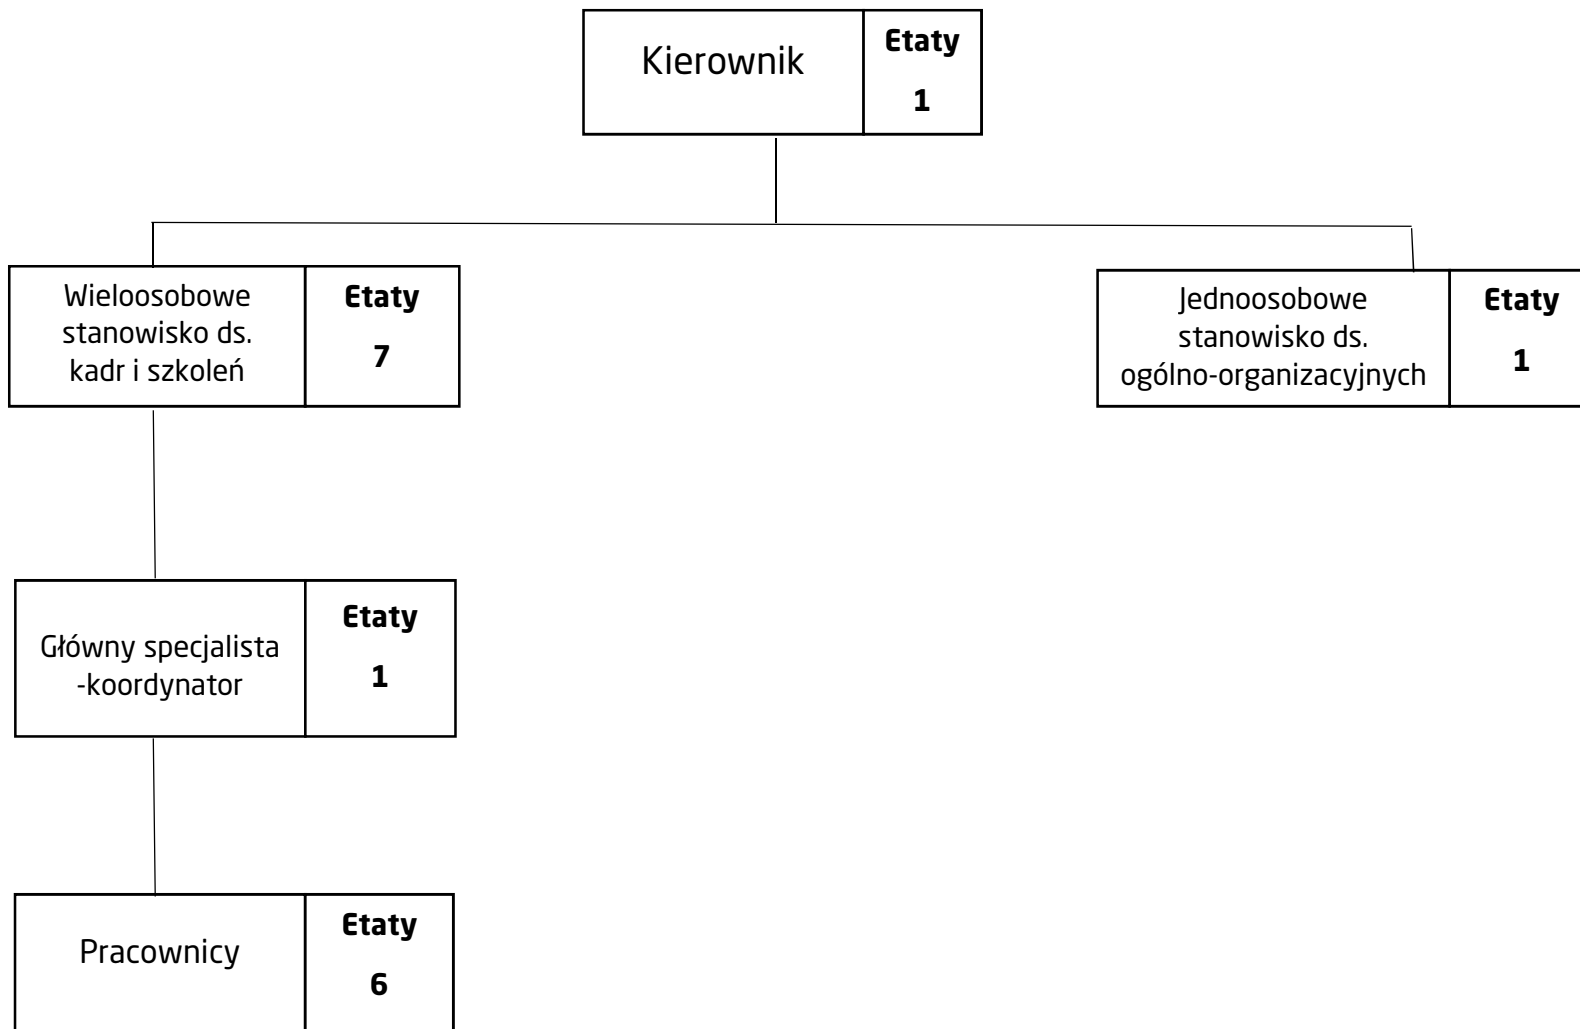 Kierownik
Etaty
1
Wieloosobowe
stanowisko ds.
kadr i szkoleń
Etaty
7
Jednoosobowe
stanowisko ds.
ogólno-organizacyjnych
Etaty
1
Główny specjalista
-koordynator
Etaty
1
Pracownicy
Etaty
6